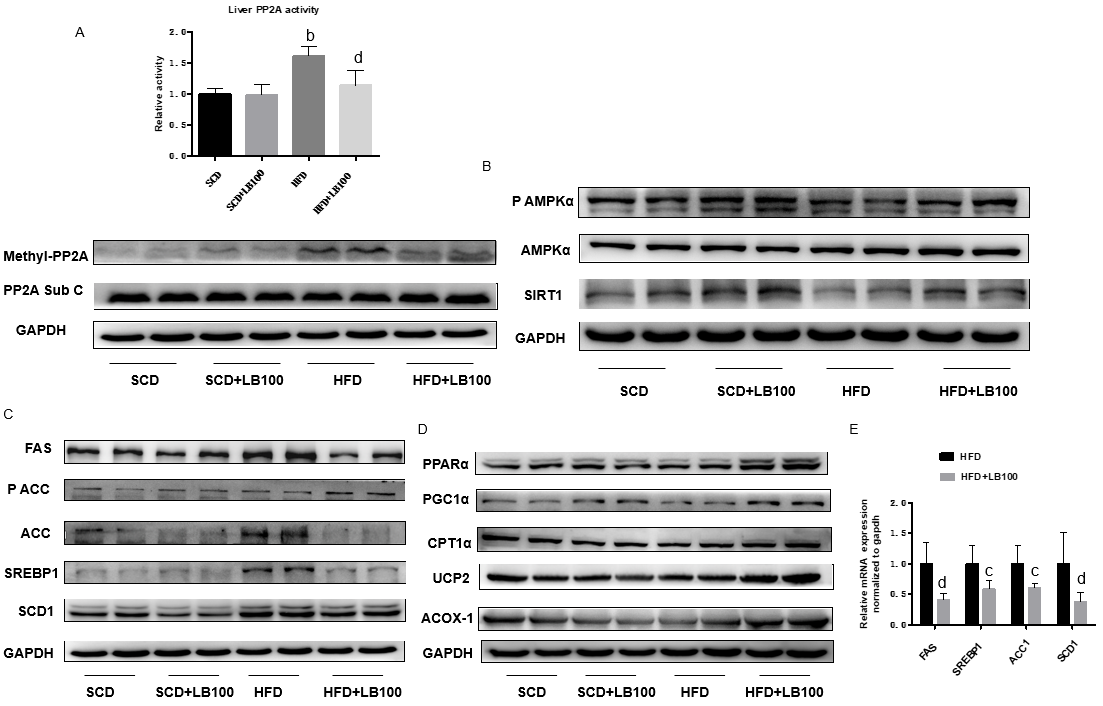 Liver PP2A activity
A
Relative activity
2.0
1.5
1.0
0.5
0.0
b
d
SCD
SCD+LB100
HFD
HFD+LB100
Methyl-PP2A
PP2A Sub C
GAPDH
SCD SCD+LB100 HFD HFD+LB100
B
P AMPKα
AMPKα
SIRT1
GAPDH
SCD SCD+LB100 HFD HFD+LB100
C
FAS
P ACC
ACC
SREBP1
SCD1
GAPDH
SCD SCD+LB100 HFD HFD+LB100
D
PPARα
PGC1α
CPT1α
UCP2
ACOX-1
GAPDH
SCD SCD+LB100 HFD HFD+LB100
E
HFD
HFD+LB100
Relative mRNA expression
normalized to gapdh
2.0
1.5
1.0
0.5
0.0
d
c
c
d
FAS
SREBP1
ACC1
SCD1